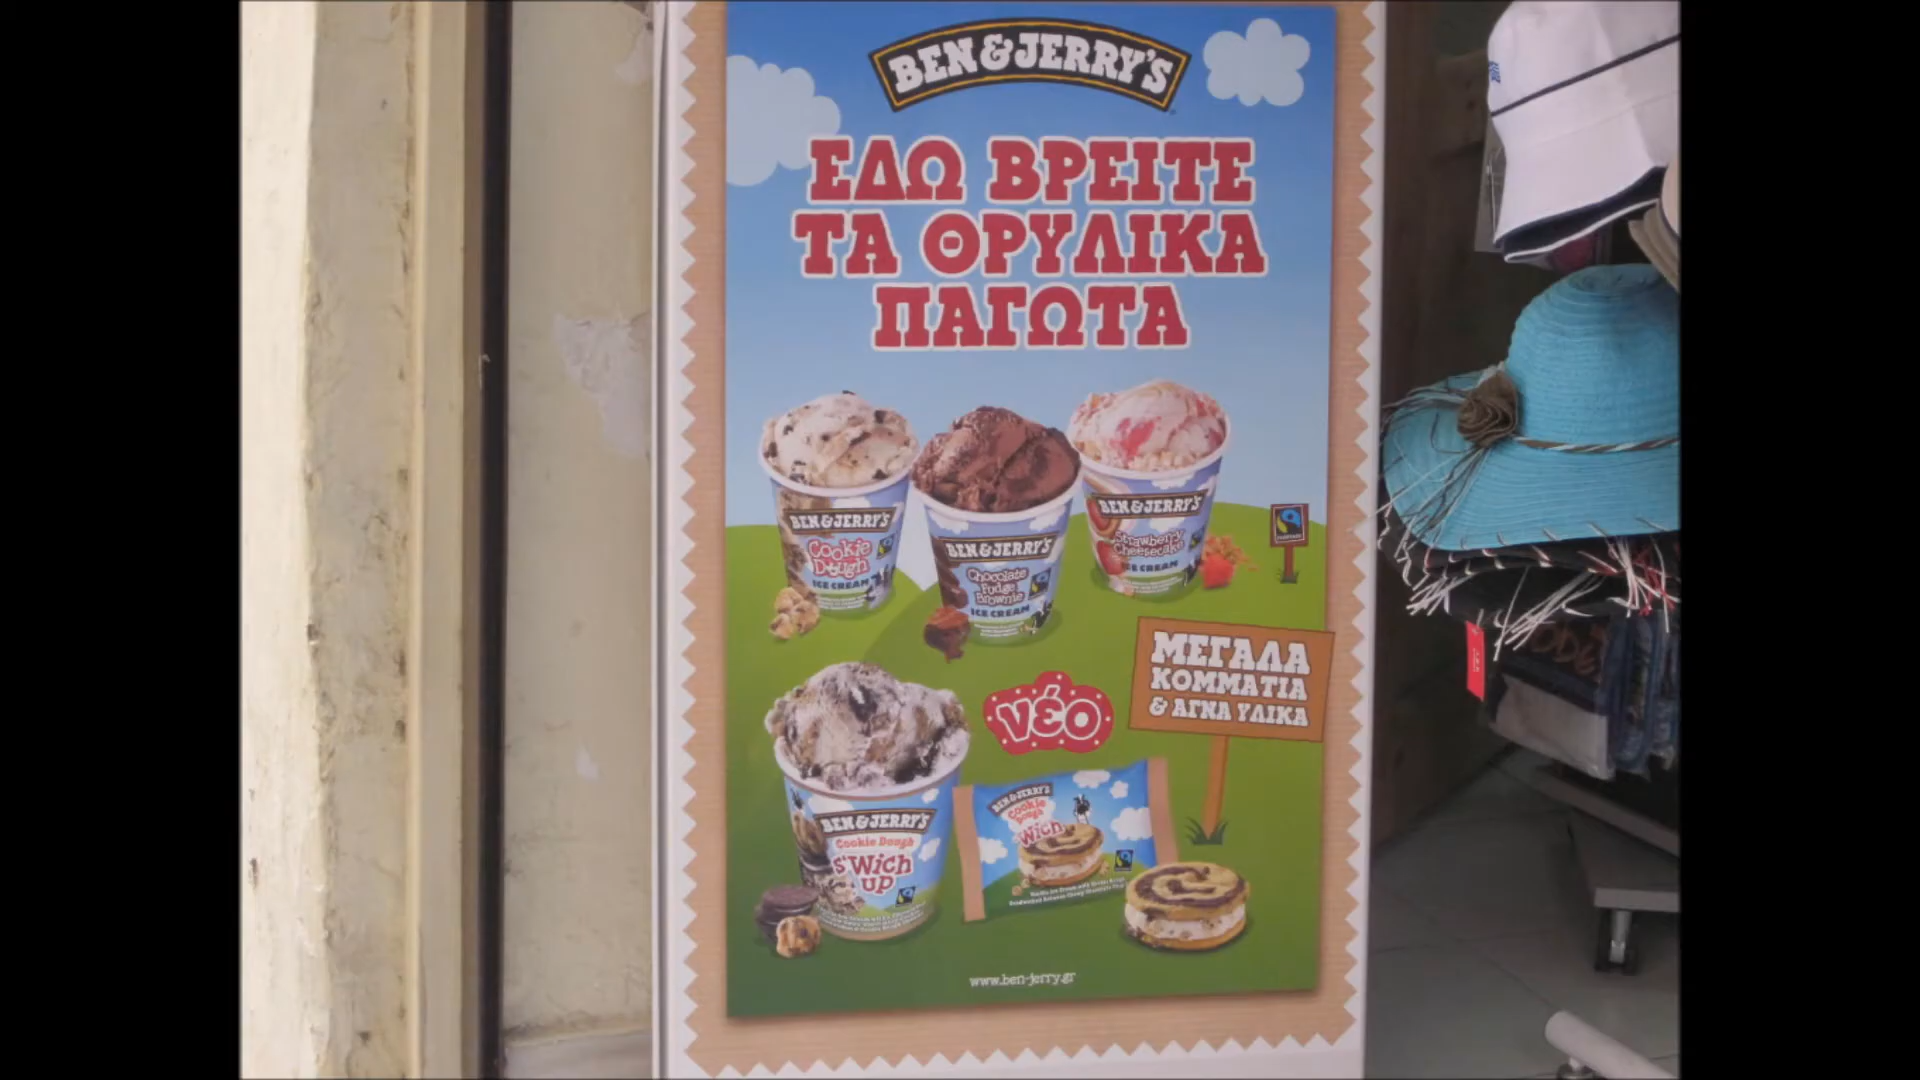 BEN & JERRY'S
ΕΔΩ ΒΡΕΙΤΕ
ΤΑ ΘΡΥΛΙΚΑ
ΠΑΓΩΤΑ
BEN & JERRY'S
Cookie
Dough
ICE CREAM
BEN & JERRY'S
Chocolate
Fudge
Brownie
ICE CREAM
BEN & JERRY'S
Strawberry
Cheesecake
ICE CREAM
ΜΕΓΑΛΑ
ΚΟΜΜΑΤΙΑ
& ΑΓΝΑ ΥΛΙΚΑ
νέο
BEN & JERRY'S
Cookie Dough
S'Wich
UP
BEN & JERRY'S
Cookie
Dough
'Wich
www.ben-jerry.gr